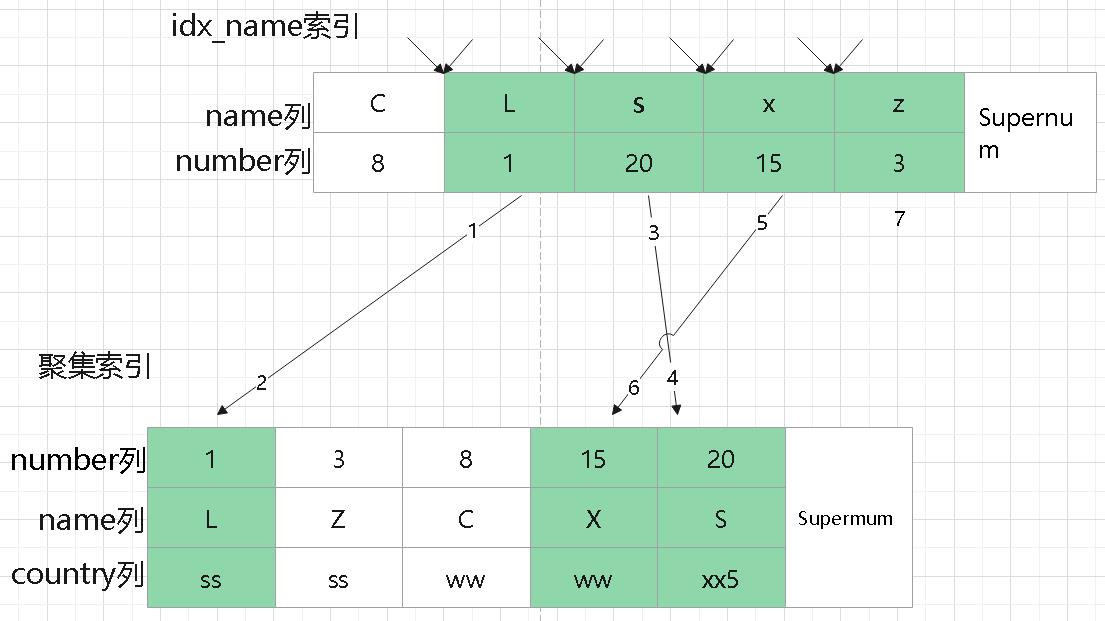 idx_name索引
name列 C L s x z
Supernu
m
number列 8 1 20 15 3
7
1 3 5
聚集索引
2 6 4
number列 1 3 8 15 20
name列 L Z C X S Supermum
country列 ss ss ww ww xx5